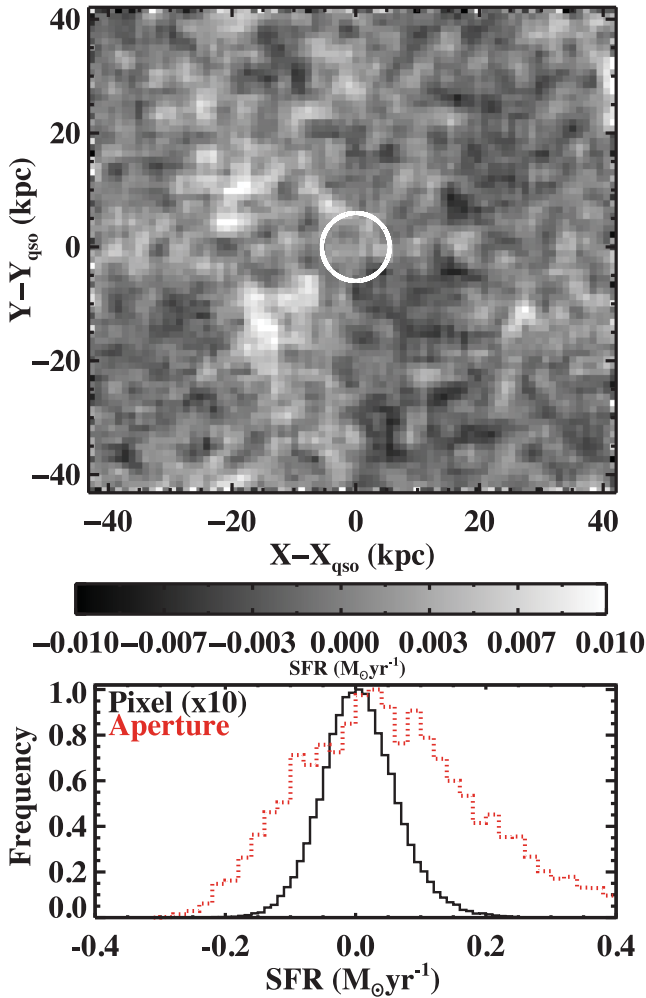 40
20
0
−20
−40
Y−Y_qso (kpc)
−40 −20 0 20 40
X−X_qso (kpc)
−0.010 −0.007 −0.003 0.000 0.003 0.007 0.010
SFR (M⊙yr⁻¹)
Pixel (x10)
Aperture
1.0
0.8
0.6
0.4
0.2
0.0
Frequency
-0.4 -0.2 0.0 0.2 0.4
SFR (M⊙yr⁻¹)